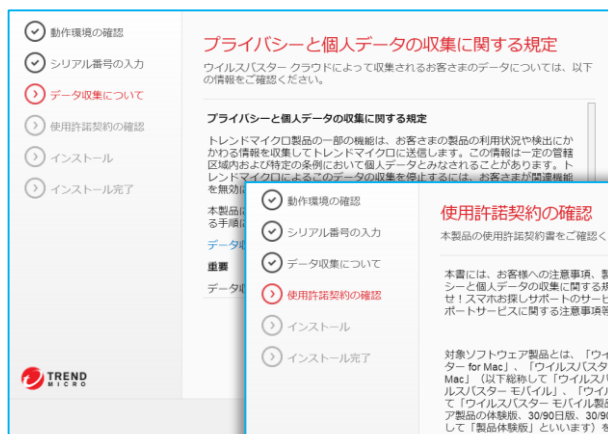 動作環境の確認
シリアル番号の入力
データ収集について
使用許諾契約の確認
インストール
インストール完了
プライバシーと個人データの収集に関する規定
ウイルスバスター クラウドによって収集されるお客さまのデータについては、以下
の情報をご確認ください。
プライバシーと個人データの収集に関する規定
トレンドマイクロ製品の一部の機能は、お客さまの製品の利用状況や検出にか
かわる情報を収集してトレンドマイクロに送信します。この情報は一定の管轄
区域内および特定の条例において個人データとみなされることがあります。ト
レンドマイクロによるこのデータの収集を停止するには、お客さまが関連機能
を無効に
本製品に
る手順に
データ収
重要
データ収
TREND
MICRO
動作環境の確認
シリアル番号の入力
データ収集について
使用許諾契約の確認
インストール
インストール完了
使用許諾契約の確認
本製品の使用許諾契約書をご確認く
本書には、お客様への注意事項、製
シーと個人データの収集に関する規
せ！スマホお探しサポートのサービ
ポートサービスに関する注意事項等
対象ソフトウェア製品とは、「ウイ
ター for Mac」、「ウイルスバスタ
Mac」（以下総称して「ウイルスバ
ルスバスター モバイル」、「ウイル
て「ウイルスバスター モバイル製品
ア製品の体験版、30/90日版、30/90
して「製品体験版」といいます）を